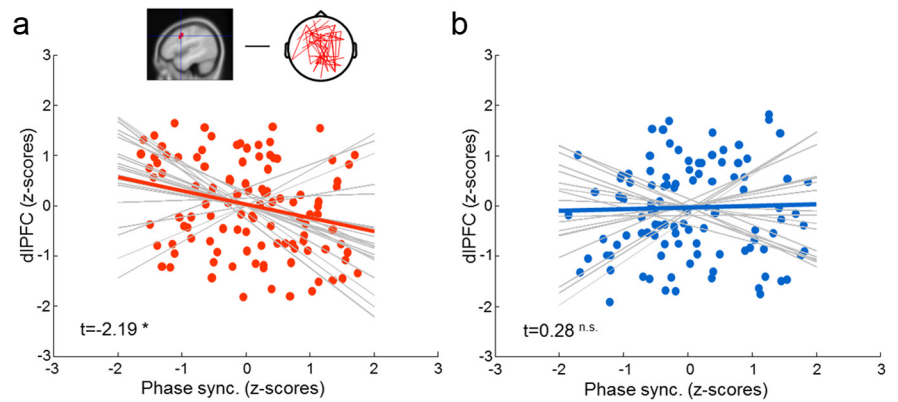 a
b
3
2
1
0
-1
-2
-3
dlPFC (z-scores)
t=-2.19 *
-3 -2 -1 0 1 2 3
Phase sync. (z-scores)
3
2
1
0
-1
-2
-3
dlPFC (z-scores)
t=0.28 n.s.
-3 -2 -1 0 1 2 3
Phase sync. (z-scores)